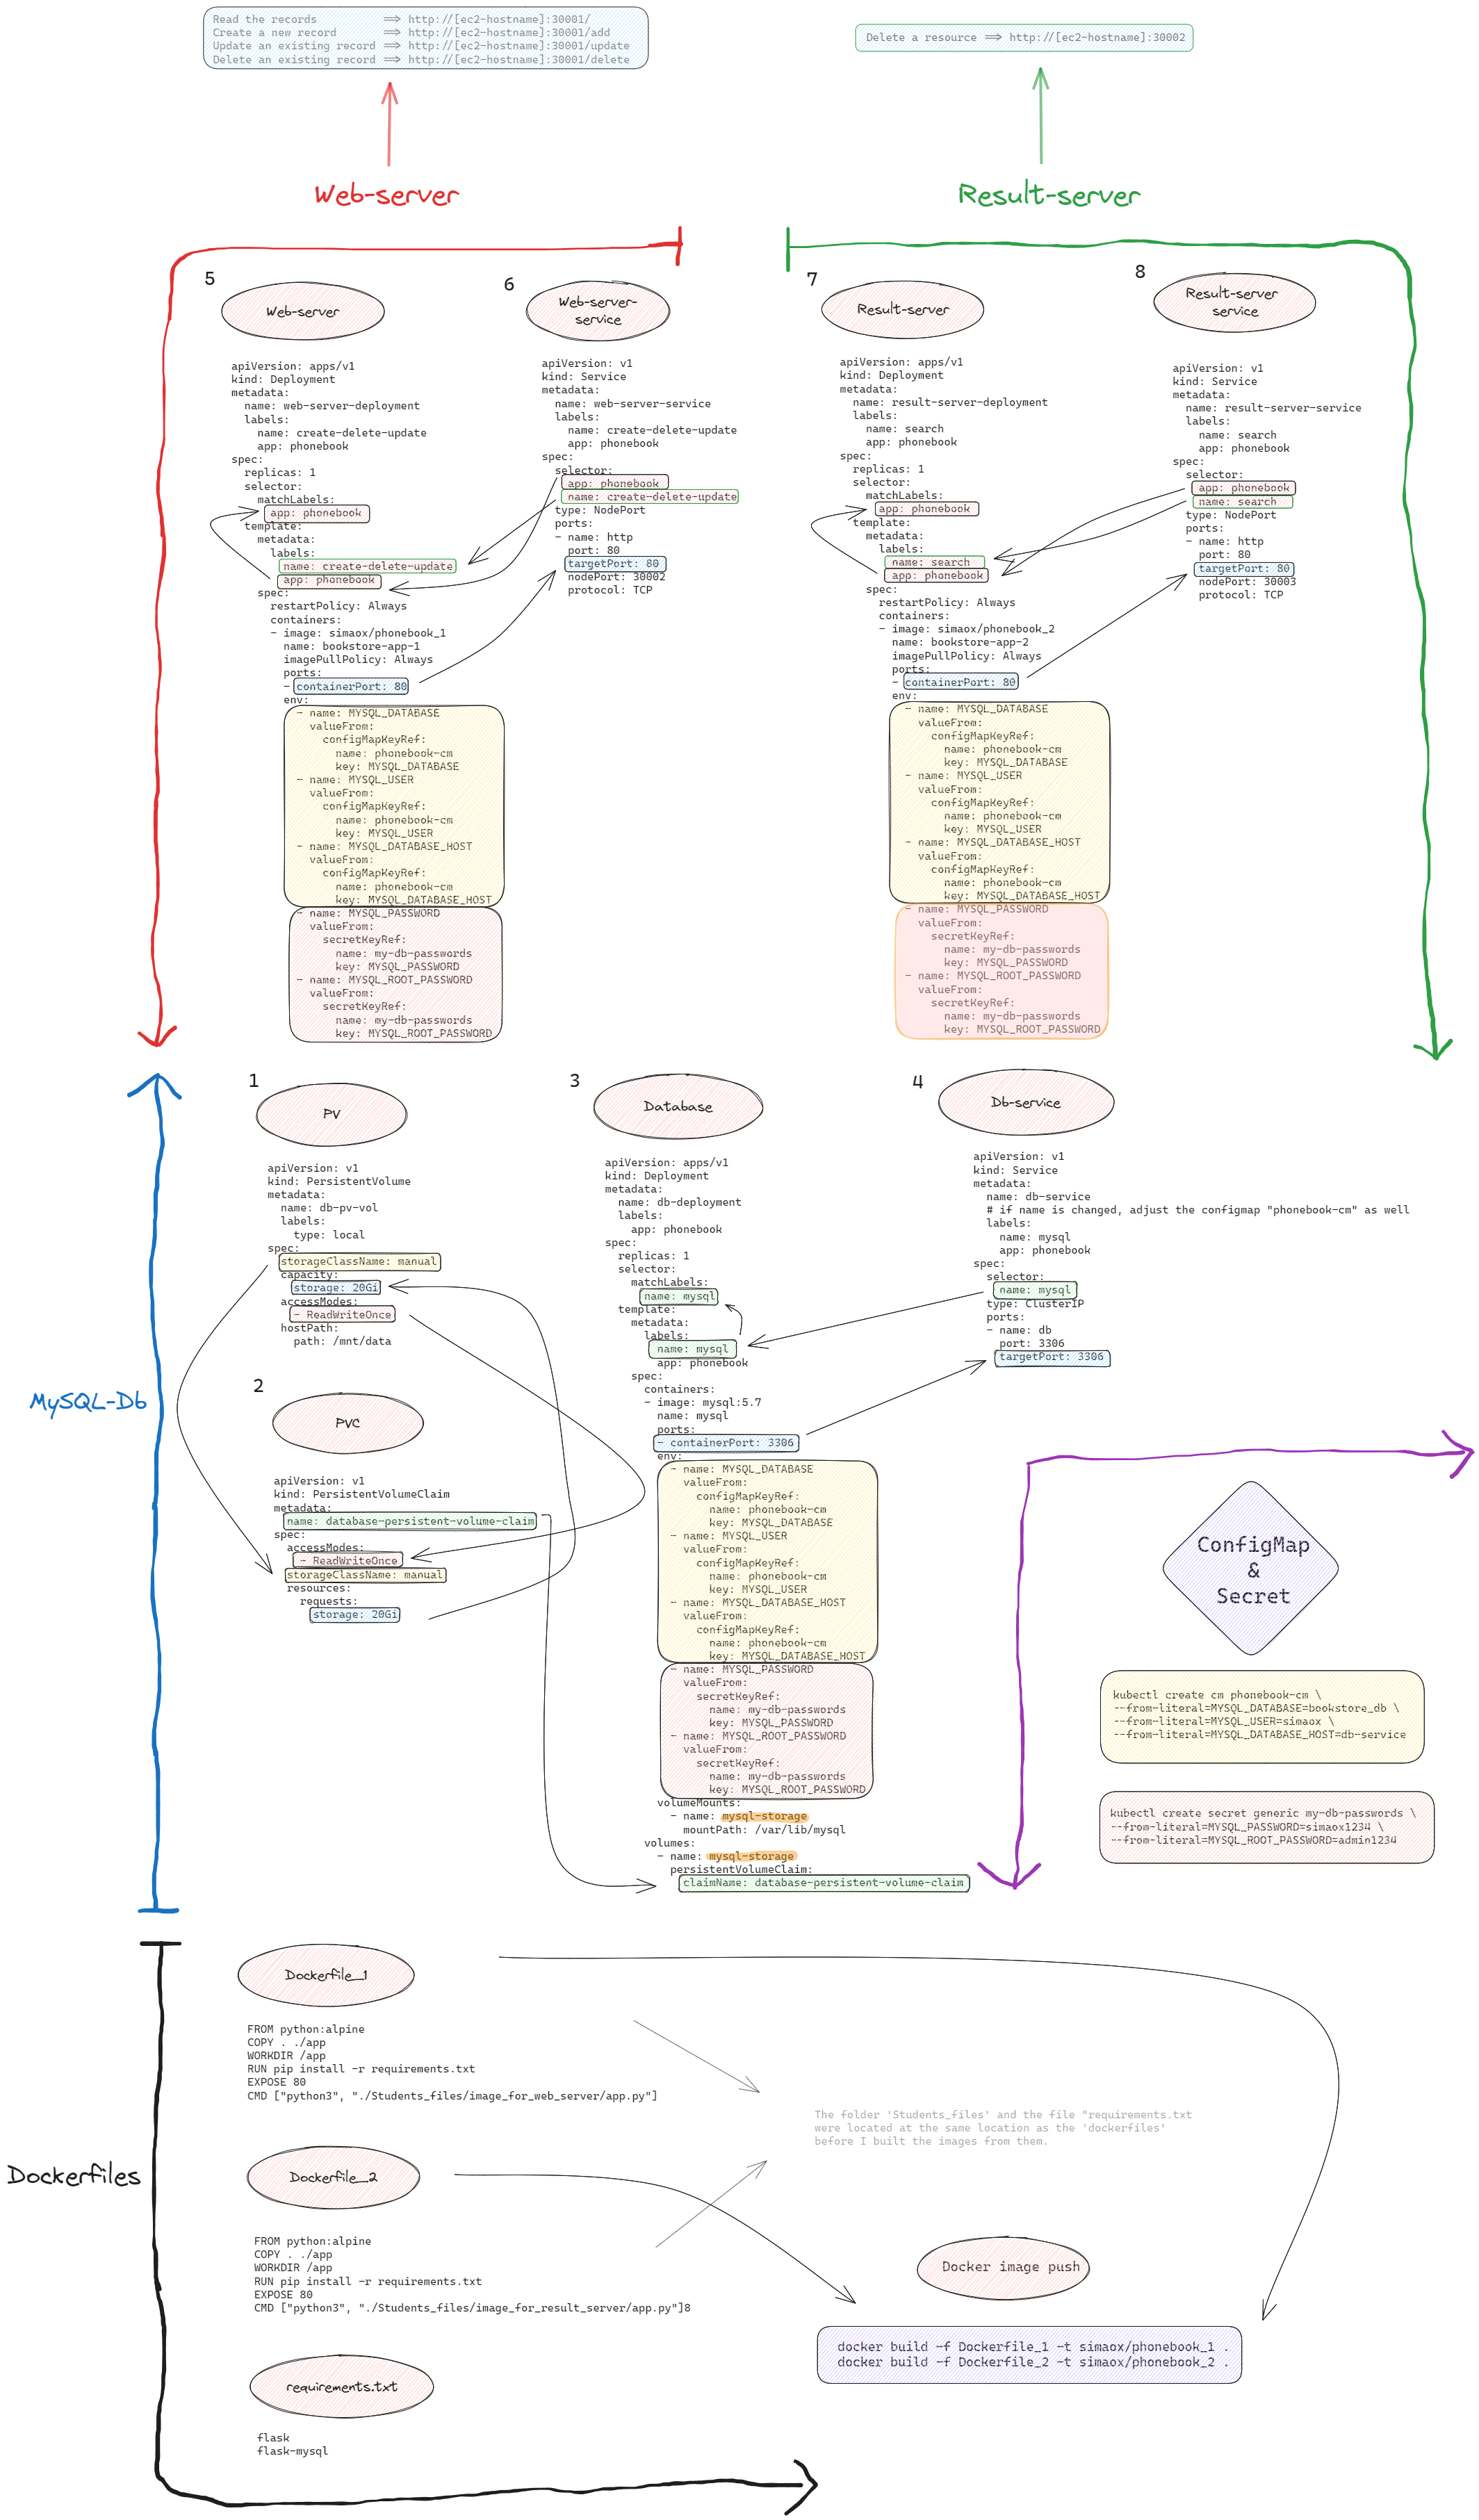 Read the records ⟹ http://[ec2-hostname]:30001/
Create a new record ⟹ http://[ec2-hostname]:30001/add
Update an existing record ⟹ http://[ec2-hostname]:30001/update
Delete an existing record ⟹ http://[ec2-hostname]:30001/delete
Delete a resource ⟹ http://[ec2-hostname]:30002
Web-server
Result-server
5
Web-server
apiVersion: apps/v1
kind: Deployment
metadata:
  name: web-server-deployment
  labels:
    name: create-delete-update
    app: phonebook
spec:
  replicas: 1
  selector:
    matchLabels:
      app: phonebook
  template:
    metadata:
      labels:
        name: create-delete-update
        app: phonebook
    spec:
      restartPolicy: Always
      containers:
      - image: simaox/phonebook_1
        name: bookstore-app-1
        imagePullPolicy: Always
        ports:
        - containerPort: 80
        env:
          - name: MYSQL_DATABASE
            valueFrom:
              configMapKeyRef:
                name: phonebook-cm
                key: MYSQL_DATABASE
          - name: MYSQL_USER
            valueFrom:
              configMapKeyRef:
                name: phonebook-cm
                key: MYSQL_USER
          - name: MYSQL_DATABASE_HOST
            valueFrom:
              configMapKeyRef:
                name: phonebook-cm
                key: MYSQL_DATABASE_HOST
          - name: MYSQL_PASSWORD
            valueFrom:
              secretKeyRef:
                name: my-db-passwords
                key: MYSQL_PASSWORD
          - name: MYSQL_ROOT_PASSWORD
            valueFrom:
              secretKeyRef:
                name: my-db-passwords
                key: MYSQL_ROOT_PASSWORD
6
Web-server-
service
apiVersion: v1
kind: Service
metadata:
  name: web-server-service
  labels:
    name: create-delete-update
    app: phonebook
spec:
  selector:
    app: phonebook
    name: create-delete-update
  type: NodePort
  ports:
  - name: http
    port: 80
    targetPort: 80
    nodePort: 30002
    protocol: TCP
7
Result-server
apiVersion: apps/v1
kind: Deployment
metadata:
  name: result-server-deployment
  labels:
    name: search
    app: phonebook
spec:
  replicas: 1
  selector:
    matchLabels:
      app: phonebook
  template:
    metadata:
      labels:
        name: search
        app: phonebook
    spec:
      restartPolicy: Always
      containers:
      - image: simaox/phonebook_2
        name: bookstore-app-2
        imagePullPolicy: Always
        ports:
        - containerPort: 80
        env:
          - name: MYSQL_DATABASE
            valueFrom:
              configMapKeyRef:
                name: phonebook-cm
                key: MYSQL_DATABASE
          - name: MYSQL_USER
            valueFrom:
              configMapKeyRef:
                name: phonebook-cm
                key: MYSQL_USER
          - name: MYSQL_DATABASE_HOST
            valueFrom:
              configMapKeyRef:
                name: phonebook-cm
                key: MYSQL_DATABASE_HOST
          - name: MYSQL_PASSWORD
            valueFrom:
              secretKeyRef:
                name: my-db-passwords
                key: MYSQL_PASSWORD
          - name: MYSQL_ROOT_PASSWORD
            valueFrom:
              secretKeyRef:
                name: my-db-passwords
                key: MYSQL_ROOT_PASSWORD
8
Result-server
service
apiVersion: v1
kind: Service
metadata:
  name: result-server-service
  labels:
    name: search
    app: phonebook
spec:
  selector:
    app: phonebook
    name: search
  type: NodePort
  ports:
  - name: http
    port: 80
    targetPort: 80
    nodePort: 30003
    protocol: TCP
MySQL-Db
1
PV
apiVersion: v1
kind: PersistentVolume
metadata:
  name: db-pv-vol
  labels:
    type: local
spec:
  storageClassName: manual
  capacity:
    storage: 20Gi
  accessModes:
    - ReadWriteOnce
  hostPath:
    path: /mnt/data
2
PVC
apiVersion: v1
kind: PersistentVolumeClaim
metadata:
  name: database-persistent-volume-claim
spec:
  accessModes:
    - ReadWriteOnce
  storageClassName: manual
  resources:
    requests:
      storage: 20Gi
3
Database
apiVersion: apps/v1
kind: Deployment
metadata:
  name: db-deployment
  labels:
    app: phonebook
spec:
  replicas: 1
  selector:
    matchLabels:
      name: mysql
  template:
    metadata:
      labels:
        name: mysql
        app: phonebook
    spec:
      containers:
      - image: mysql:5.7
        name: mysql
        ports:
        - containerPort: 3306
        env:
          - name: MYSQL_DATABASE
            valueFrom:
              configMapKeyRef:
                name: phonebook-cm
                key: MYSQL_DATABASE
          - name: MYSQL_USER
            valueFrom:
              configMapKeyRef:
                name: phonebook-cm
                key: MYSQL_USER
          - name: MYSQL_DATABASE_HOST
            valueFrom:
              configMapKeyRef:
                name: phonebook-cm
                key: MYSQL_DATABASE_HOST
          - name: MYSQL_PASSWORD
            valueFrom:
              secretKeyRef:
                name: my-db-passwords
                key: MYSQL_PASSWORD
          - name: MYSQL_ROOT_PASSWORD
            valueFrom:
              secretKeyRef:
                name: my-db-passwords
                key: MYSQL_ROOT_PASSWORD
        volumeMounts:
          - name: mysql-storage
            mountPath: /var/lib/mysql
      volumes:
        - name: mysql-storage
          persistentVolumeClaim:
            claimName: database-persistent-volume-claim
4
Db-service
apiVersion: v1
kind: Service
metadata:
  name: db-service
  # if name is changed, adjust the configmap "phonebook-cm" as well
  labels:
    name: mysql
    app: phonebook
spec:
  selector:
    name: mysql
  type: ClusterIP
  ports:
  - name: db
    port: 3306
    targetPort: 3306
ConfigMap
&
Secret
kubectl create cm phonebook-cm \
--from-literal=MYSQL_DATABASE=bookstore_db \
--from-literal=MYSQL_USER=simaox \
--from-literal=MYSQL_DATABASE_HOST=db-service
kubectl create secret generic my-db-passwords \
--from-literal=MYSQL_PASSWORD=simaox1234 \
--from-literal=MYSQL_ROOT_PASSWORD=admin1234
Dockerfiles
Dockerfile_1
FROM python:alpine
COPY . ./app
WORKDIR /app
RUN pip install -r requirements.txt
EXPOSE 80
CMD ["python3", "./Students_files/image_for_web_server/app.py"]
The folder 'Students_files' and the file "requirements.txt
were located at the same location as the 'dockerfiles'
before I built the images from them.
Dockerfile_2
FROM python:alpine
COPY . ./app
WORKDIR /app
RUN pip install -r requirements.txt
EXPOSE 80
CMD ["python3", "./Students_files/image_for_result_server/app.py"]8
Docker image push
docker build -f Dockerfile_1 -t simaox/phonebook_1 .
docker build -f Dockerfile_2 -t simaox/phonebook_2 .
requirements.txt
flask
flask-mysql